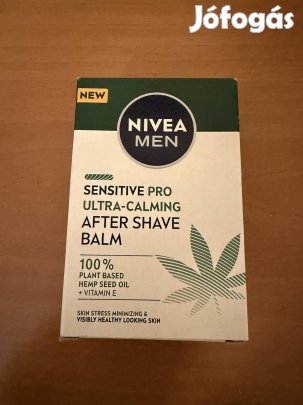 Jófogás
NEW
NIVEA
MEN
SENSITIVE PRO
ULTRA-CALMING
AFTER SHAVE
BALM
100%
PLANT BASED
HEMP SEED OIL
+ VITAMIN E
SKIN STRESS MINIMIZING &
VISIBLY HEALTHY LOOKING SKIN